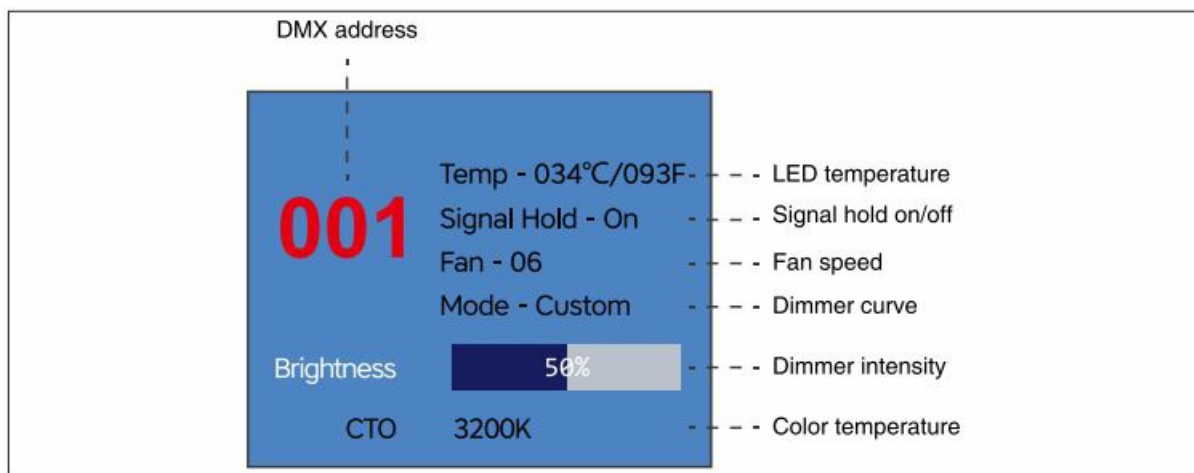 DMX address
Temp - 034℃/093F
LED temperature
001
Signal Hold - On
Signal hold on/off
Fan - 06
Fan speed
Mode - Custom
Dimmer curve
Brightness
50%
Dimmer intensity
CTO
3200K
Color temperature